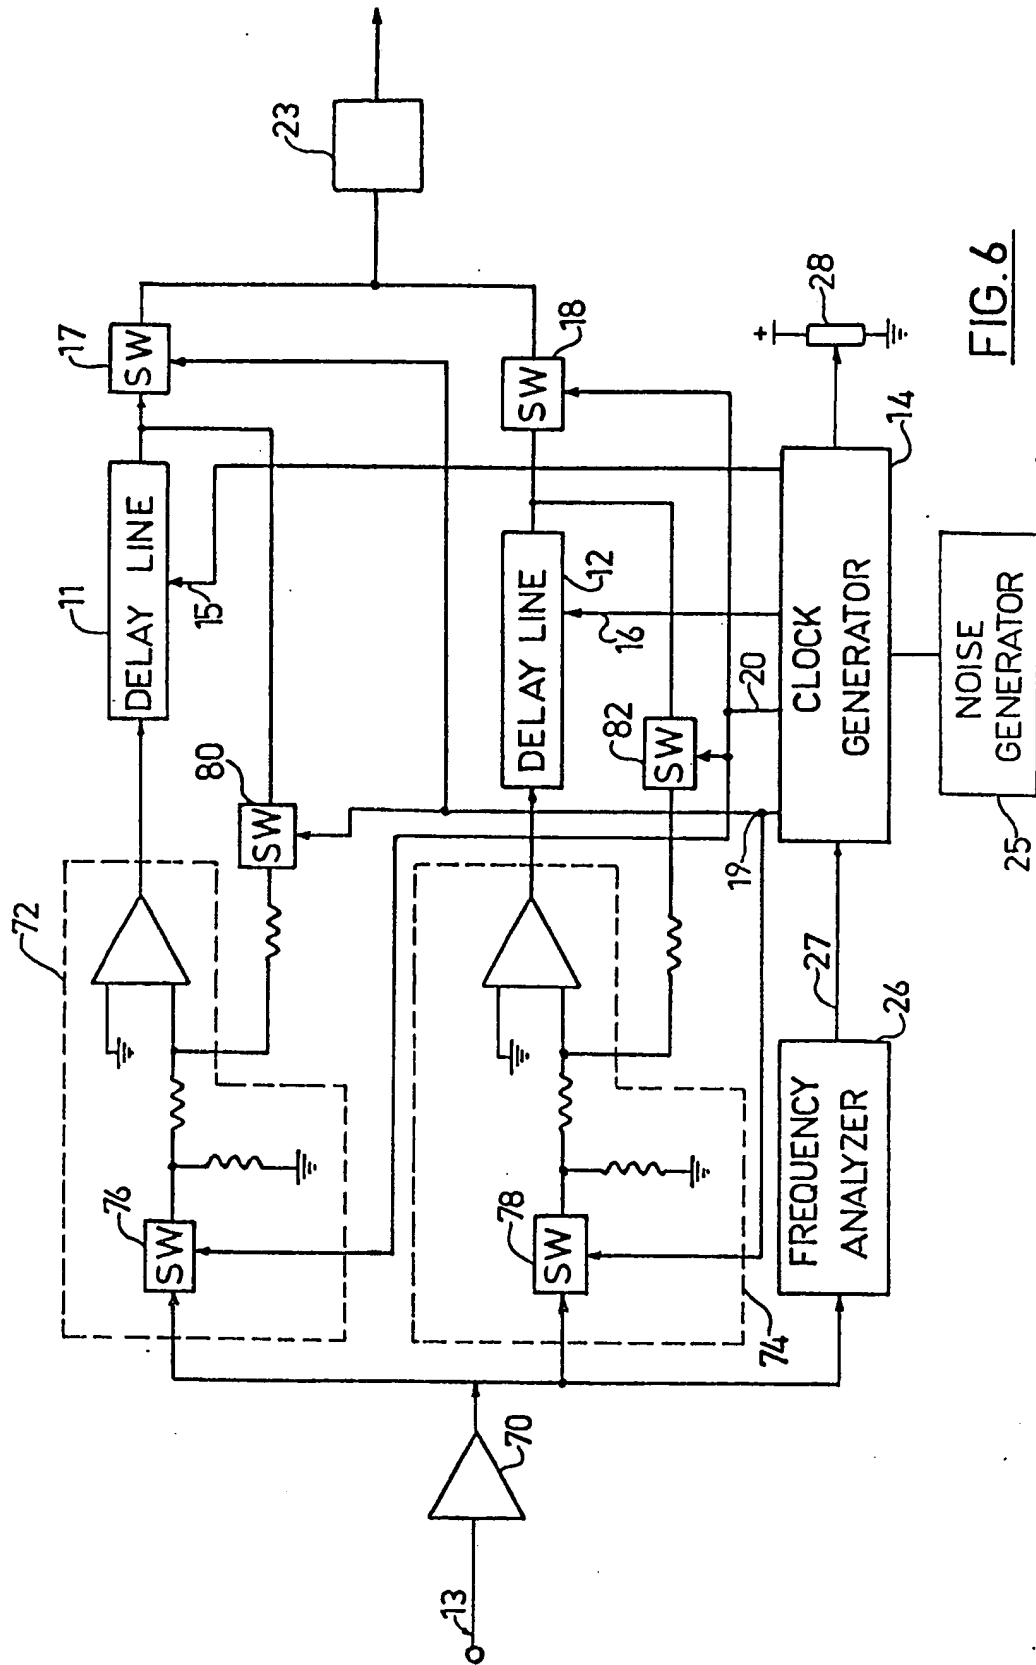 23
17
SW
18
SW
+
28
FIG. 6
11
DELAY LINE
15
DELAY LINE
12
16
14
80
SW
82
SW
20
CLOCK
GENERATOR
NOISE
GENERATOR
25
19
72
27
26
FREQUENCY
ANALYZER
76
SW
78
SW
74
70
13